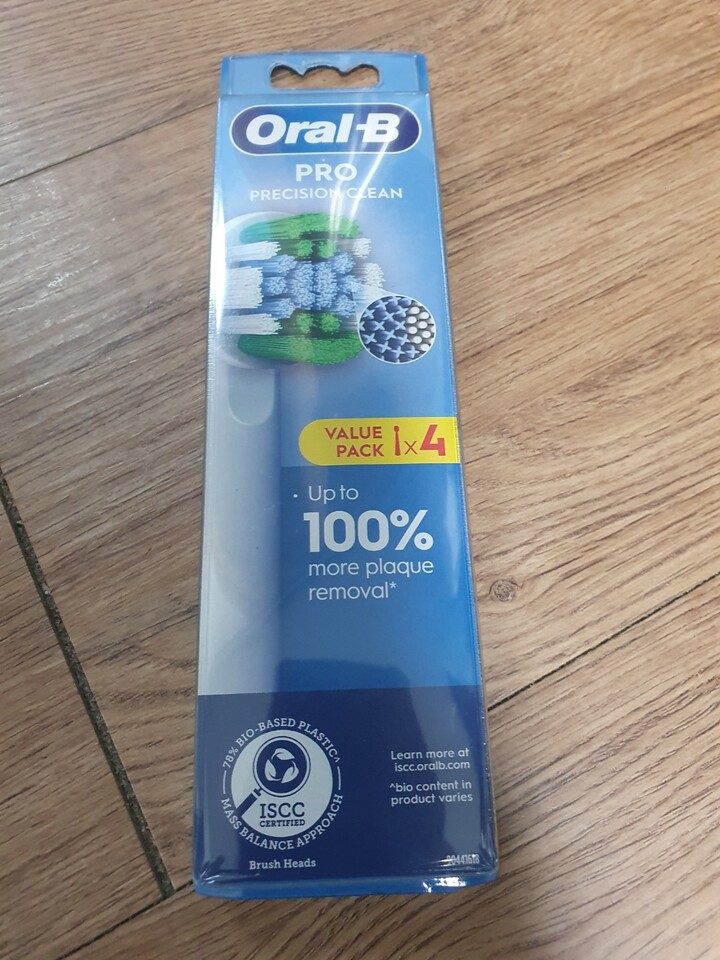 Oral-B
PRO
PRECISION CLEAN
VALUE
PACK x4
Up to
100%
more plaque
removal*
78% BIO-BASED PLASTIC^
ISCC
CERTIFIED
MASS BALANCE APPROACH
Brush Heads
Learn more at
iscc.oralb.com
^bio content in
product varies